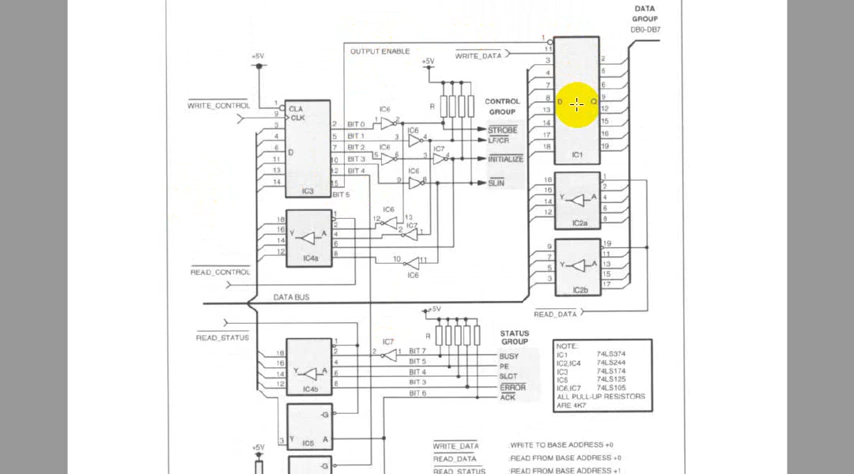 DATA
GROUP
DB0-DB7
OUTPUT ENABLE
WRITE_DATA
+5V
+5V
WRITE_CONTROL
CLA
CLK
D
IC3
BIT 0
BIT 1
BIT 2
BIT 3
BIT 4
BIT 5
IC6
IC6
IC6
IC7
IC6
R
CONTROL
GROUP
STROBE
LF/CR
INITIALIZE
SLIN
D
Q
IC1
Y
A
IC2a
Y
A
IC2b
IC6
IC7
IC6
Y
A
IC4a
READ_CONTROL
DATA BUS
READ_DATA
READ_STATUS
+5V
R
STATUS
GROUP
IC7
BIT 7
BUSY
BIT 5
PE
BIT 4
SLCT
BIT 3
ERROR
BIT 6
ACK
Y
A
IC4b
-G
Y
A
IC5
-G
+5V
NOTE:
IC1 74LS374
IC2,IC4 74LS244
IC3 74LS174
IC5 74LS125
IC6,IC7 74LS105
ALL PULL-UP RESISTORS
ARE 4K7
WRITE_DATA :WRITE TO BASE ADDRESS +0
READ_DATA :READ FROM BASE ADDRESS +0
READ_STATUS :READ FROM BASE ADDRESS +1